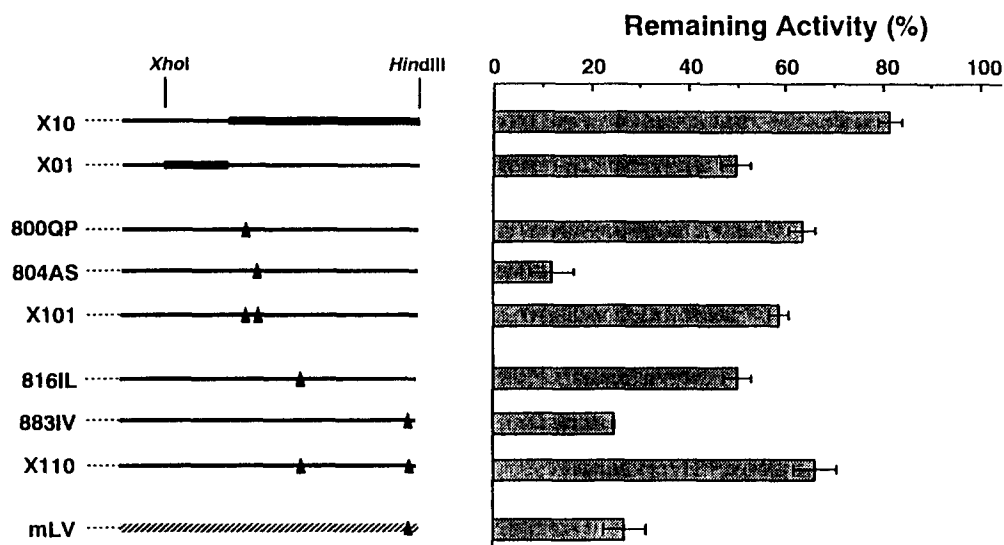 Remaining Activity (%)
XhoI HindIII 0 20 40 60 80 100
X10
X01
800QP
804AS
X101
816IL
883IV
X110
mLV